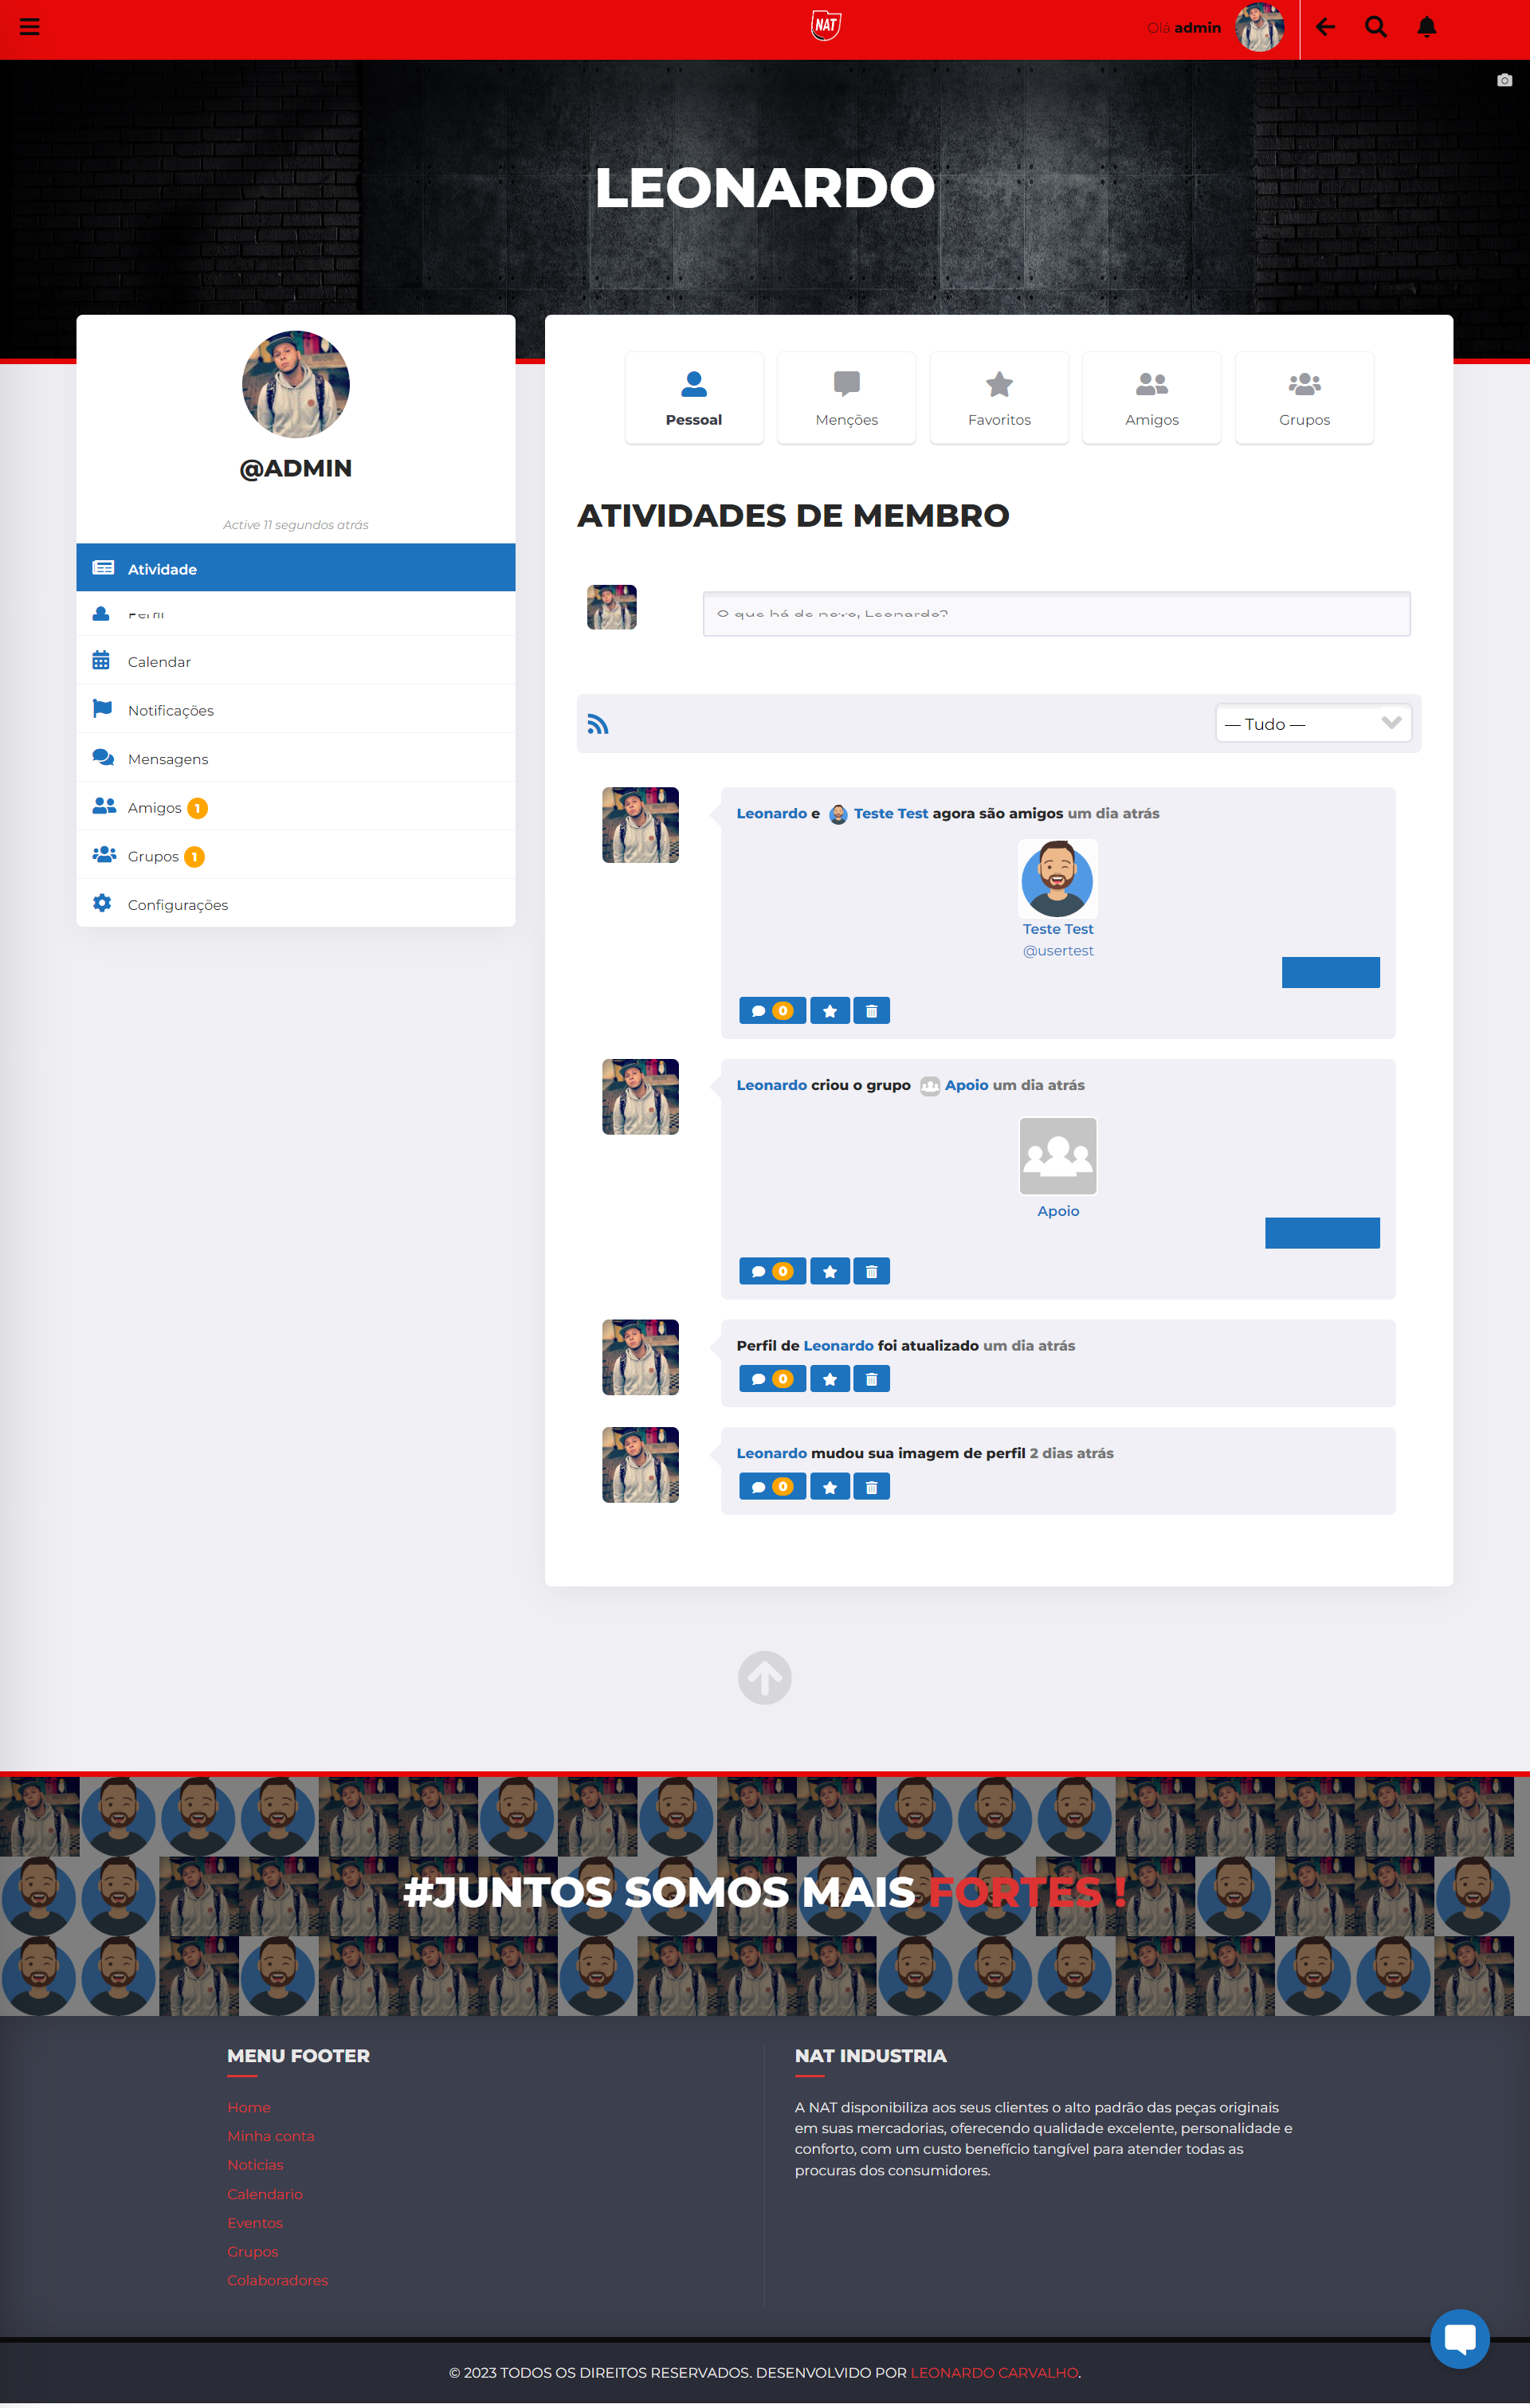 NAT
Olá admin
LEONARDO
@ADMIN
Active 11 segundos atrás
Atividade
Perfil
Calendar
Notificações
Mensagens
Amigos 1
Grupos 1
Configurações
Pessoal
Menções
Favoritos
Amigos
Grupos
ATIVIDADES DE MEMBRO
O que há de novo, Leonardo?
— Tudo —
Leonardo e Teste Test agora são amigos um dia atrás
Teste Test
@usertest
0
Leonardo criou o grupo Apoio um dia atrás
Apoio
0
Perfil de Leonardo foi atualizado um dia atrás
0
Leonardo mudou sua imagem de perfil 2 dias atrás
0
#JUNTOS SOMOS MAIS FORTES !
MENU FOOTER
Home
Minha conta
Noticias
Calendario
Eventos
Grupos
Colaboradores
NAT INDUSTRIA
A NAT disponibiliza aos seus clientes o alto padrão das peças originais
em suas mercadorias, oferecendo qualidade excelente, personalidade e
conforto, com um custo benefício tangível para atender todas as
procuras dos consumidores.
© 2023 TODOS OS DIREITOS RESERVADOS. DESENVOLVIDO POR LEONARDO CARVALHO.